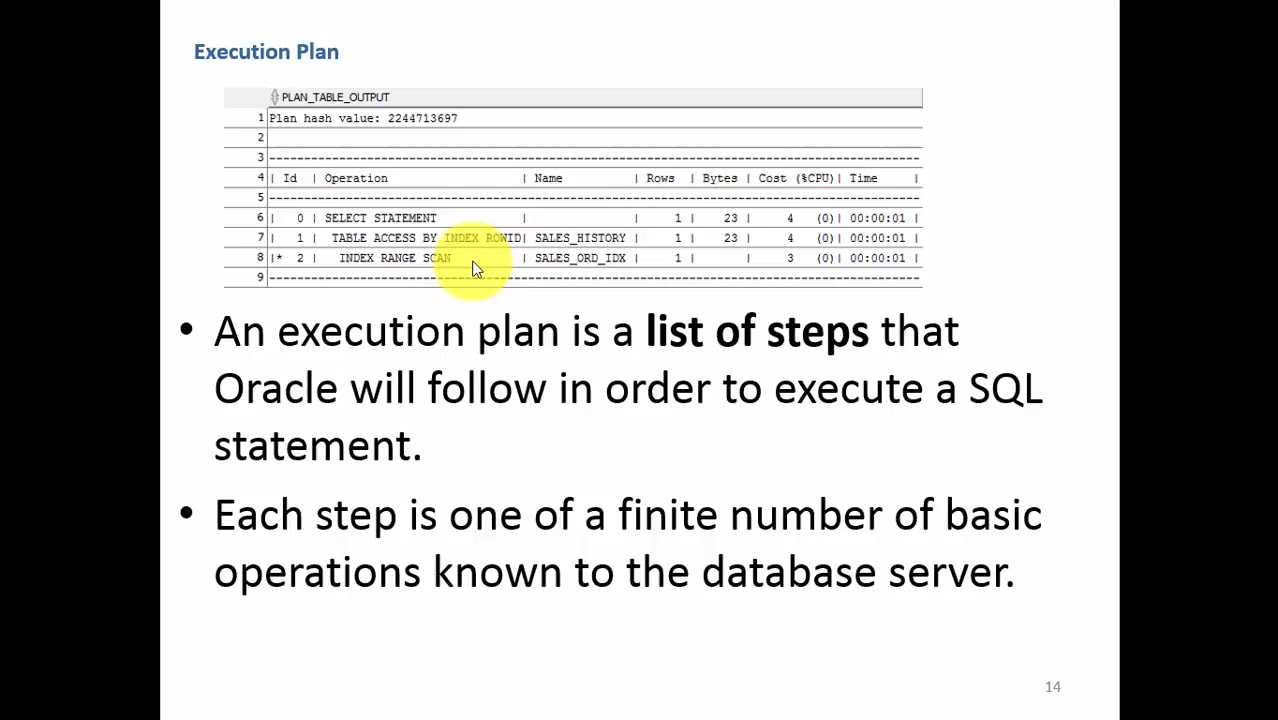 Execution Plan
PLAN_TABLE_OUTPUT
1 Plan hash value: 2244713697
2
3 --------------------------------------------------------------------------------------------
4 | Id | Operation | Name | Rows | Bytes | Cost (%CPU)| Time |
5 --------------------------------------------------------------------------------------------
6 | 0 | SELECT STATEMENT | | 1 | 23 | 4 (0)| 00:00:01 |
7 | 1 | TABLE ACCESS BY INDEX ROWID| SALES_HISTORY | 1 | 23 | 4 (0)| 00:00:01 |
8 |* 2 | INDEX RANGE SCAN | SALES_ORD_IDX | 1 | | 3 (0)| 00:00:01 |
9 --------------------------------------------------------------------------------------------
• An execution plan is a list of steps that
Oracle will follow in order to execute a SQL
statement.
• Each step is one of a finite number of basic
operations known to the database server.
14